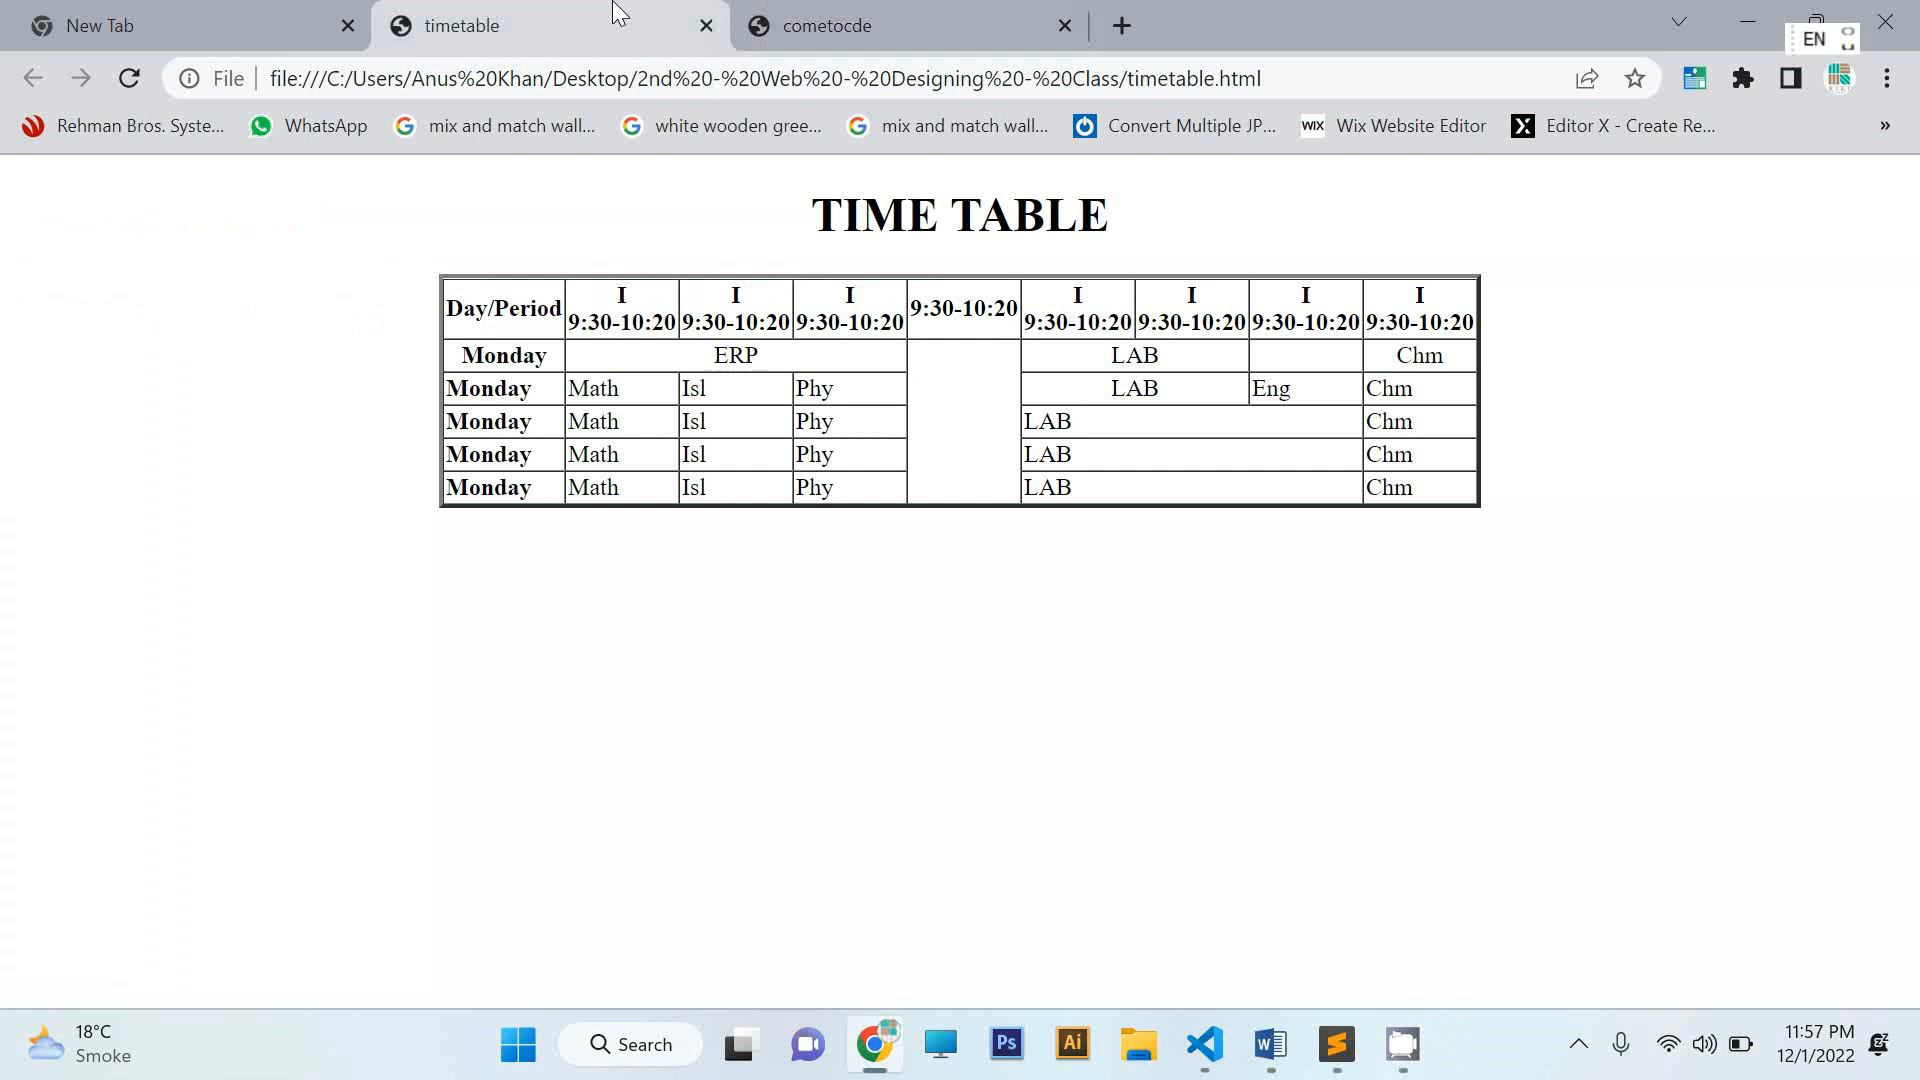 New Tab
timetable
cometocde
EN
File
file:///C:/Users/Anus%20Khan/Desktop/2nd%20-%20Web%20-%20Designing%20-%20Class/timetable.html
Rehman Bros. Syste...
WhatsApp
mix and match wall...
white wooden gree...
mix and match wall...
Convert Multiple JP...
WIX Wix Website Editor
X Editor X - Create Re...
»
TIME TABLE
Day/Period I 9:30-10:20 I 9:30-10:20 I 9:30-10:20 9:30-10:20 I 9:30-10:20 I 9:30-10:20 I 9:30-10:20 I 9:30-10:20
Monday ERP LAB Chm
Monday Math Isl Phy LAB Eng Chm
Monday Math Isl Phy LAB Chm
Monday Math Isl Phy LAB Chm
Monday Math Isl Phy LAB Chm
18°C
Smoke
Search
Ps
Ai
11:57 PM
12/1/2022